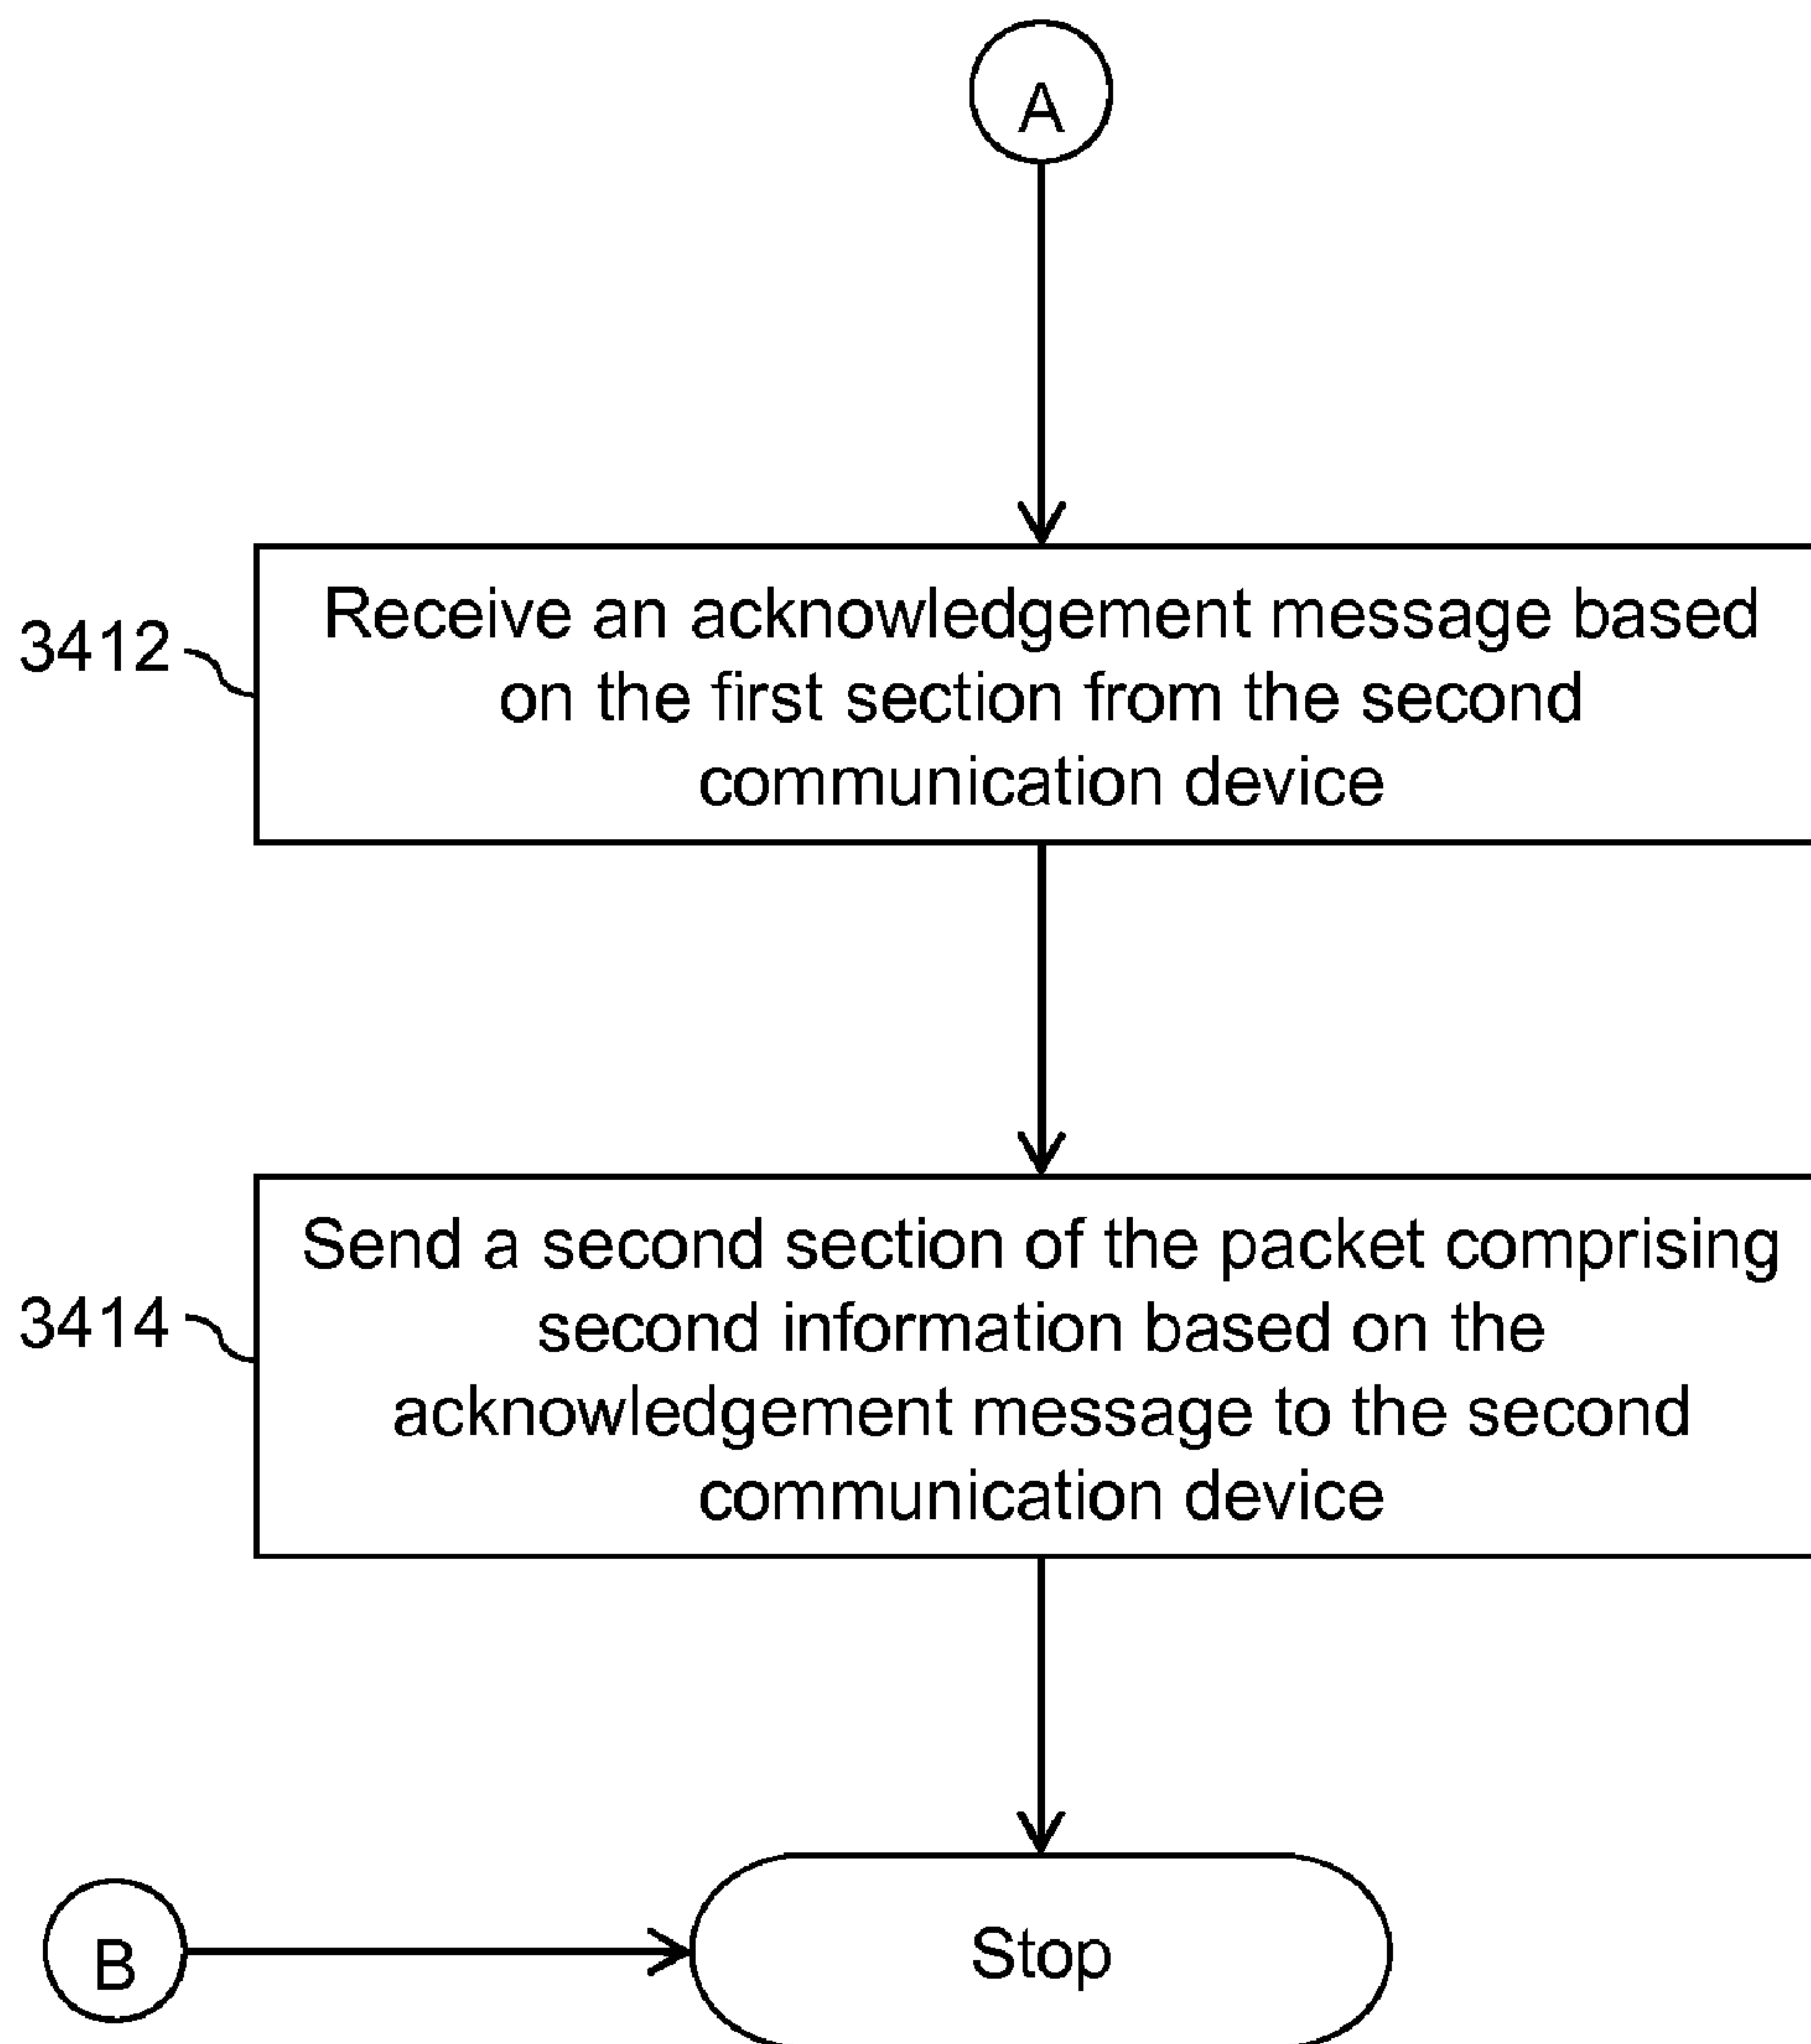 A
3412
Receive an acknowledgement message based
on the first section from the second
communication device
3414
Send a second section of the packet comprising
second information based on the
acknowledgement message to the second
communication device
B
Stop